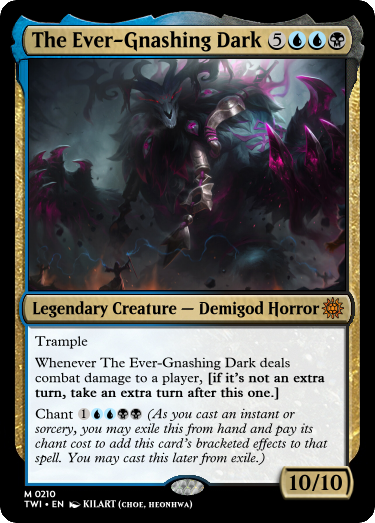 The Ever-Gnashing Dark 5UUB
Legendary Creature — Demigod Horror
Trample
Whenever The Ever-Gnashing Dark deals
combat damage to a player, [if it's not an extra
turn, take an extra turn after this one.]
Chant 1UUBB (As you cast an instant or
sorcery, you may exile this from hand and pay its
chant cost to add this card's bracketed effects to that
spell. You may cast this later from exile.)
10/10
M 0210
TWI • EN KILART (CHOE, HEONHWA)